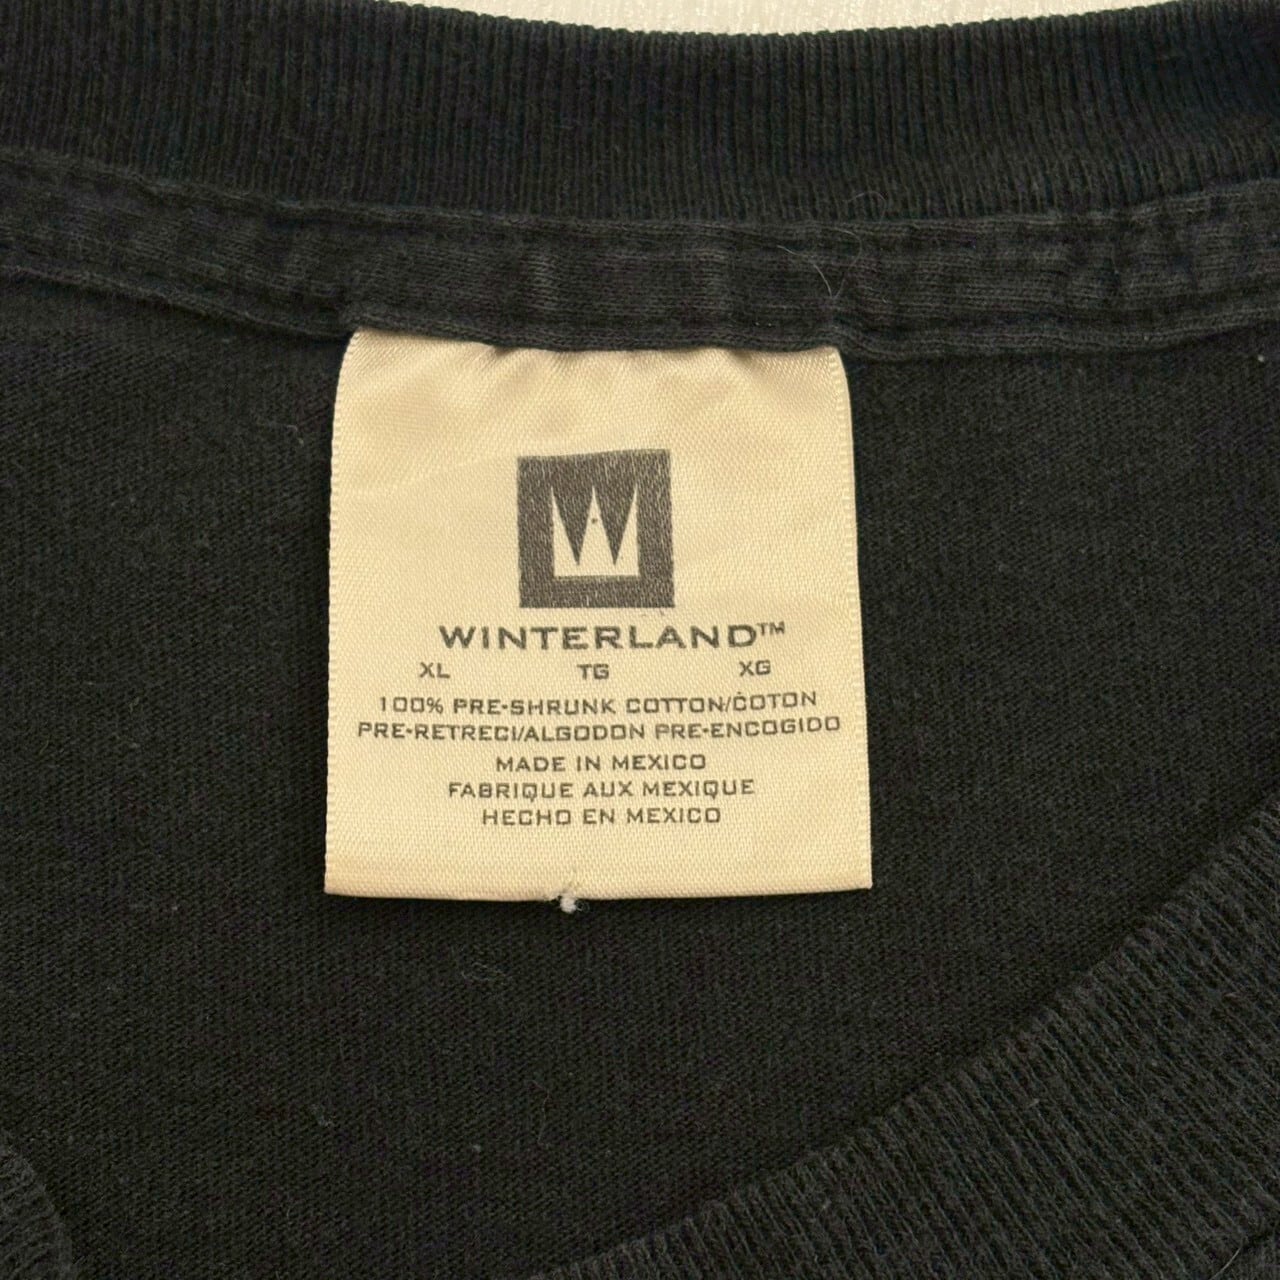 W
WINTERLAND™
XL TG XG
100% PRE-SHRUNK COTTON/COTON
PRE-RETRECI/ALGODON PRE-ENCOGIDO
MADE IN MEXICO
FABRIQUE AUX MEXIQUE
HECHO EN MEXICO